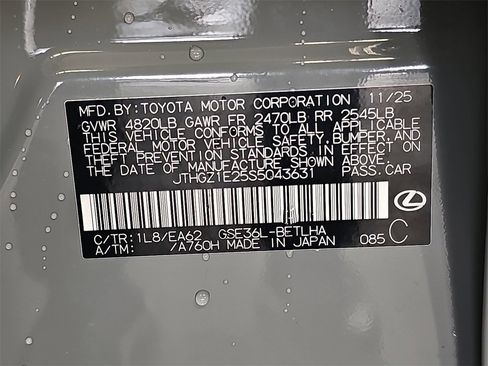 MFD.BY:TOYOTA MOTOR CORPORATION 11/25
GVWR 4820LB GAWR FR 2470LB RR 2545LB
THIS VEHICLE CONFORMS TO ALL APPLICABLE
FEDERAL MOTOR VEHICLE SAFETY, BUMPER, AND
THEFT PREVENTION STANDARDS IN EFFECT ON
THE DATE OF MANUFACTURE SHOWN ABOVE.
JTHGZ1E25S5043631 PASS.CAR
C/TR:1L8/EA62 GSE36L-BETLHA
A/TM: /A760H MADE IN JAPAN 085 C